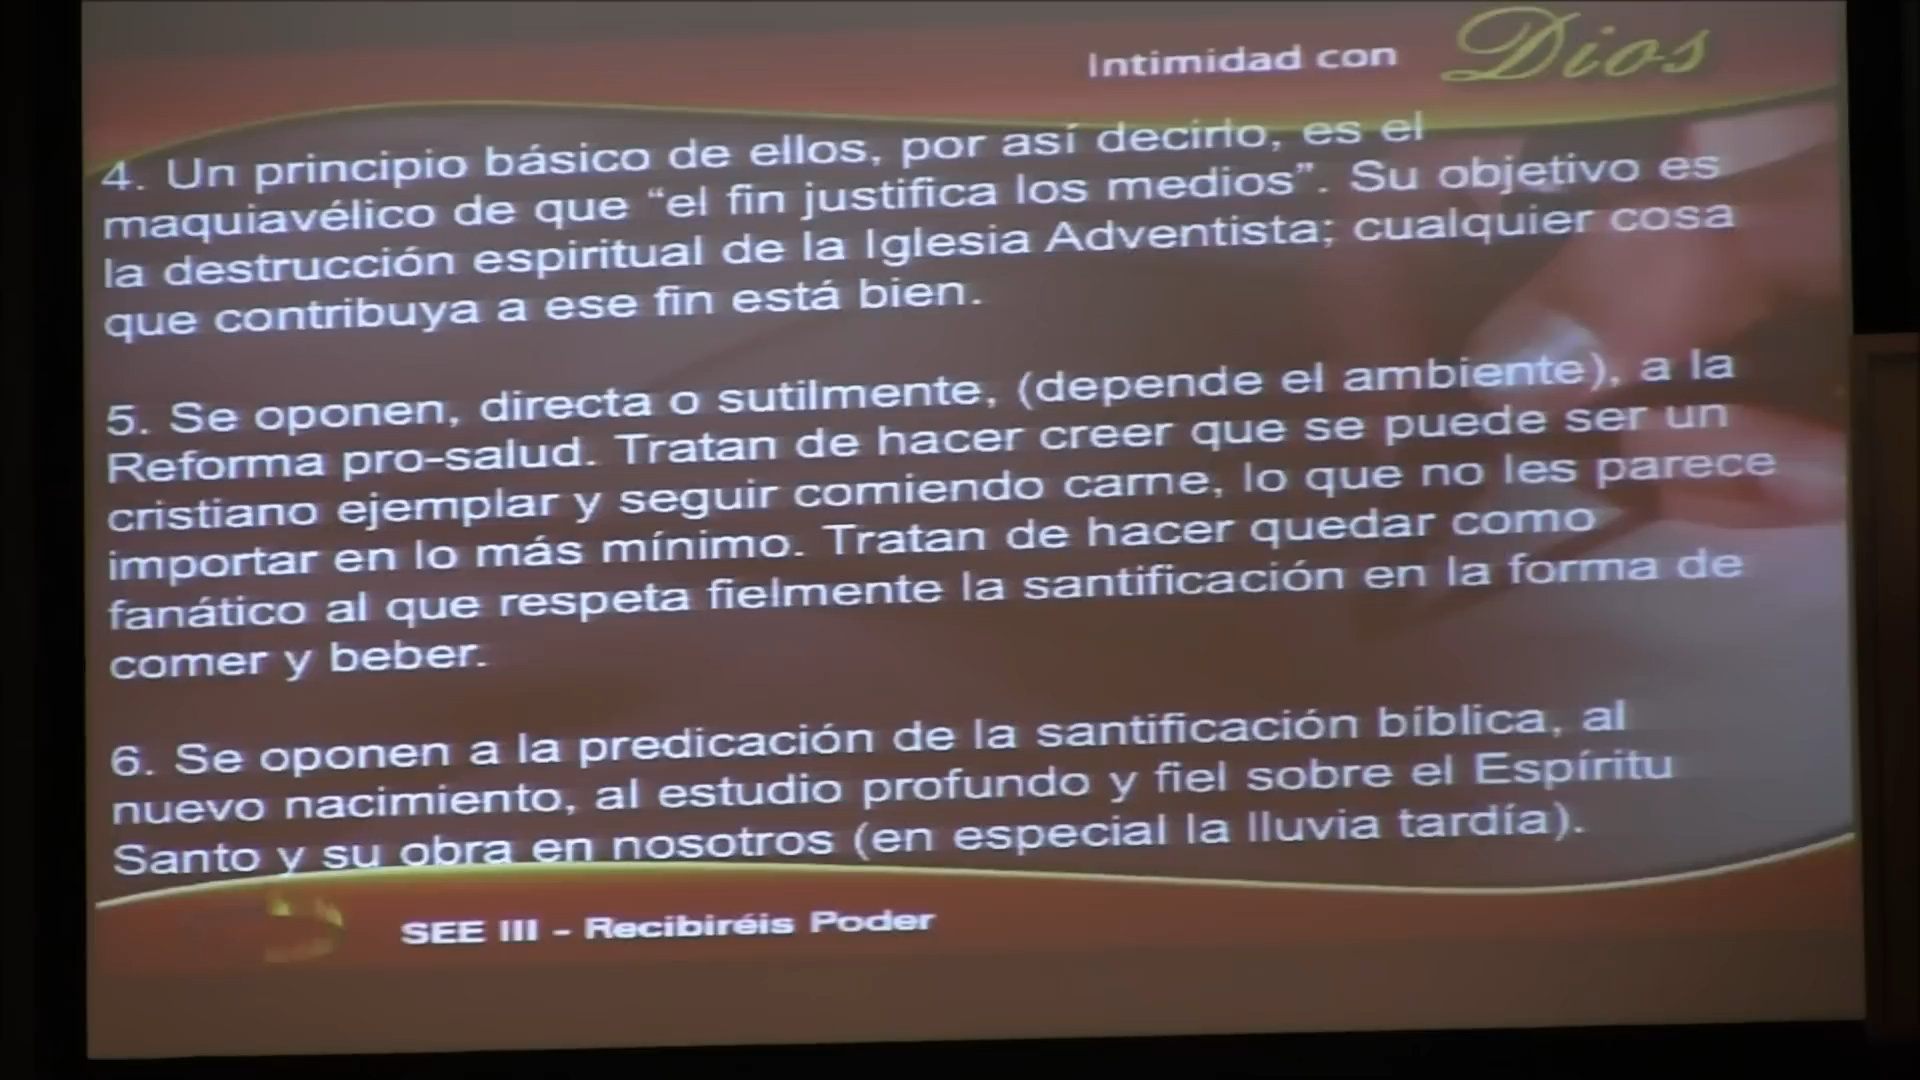 Intimidad con Dios
4. Un principio básico de ellos, por así decirlo, es el
maquiavélico de que “el fin justifica los medios”. Su objetivo es
la destrucción espiritual de la Iglesia Adventista; cualquier cosa
que contribuya a ese fin está bien.
5. Se oponen, directa o sutilmente, (depende el ambiente), a la
Reforma pro-salud. Tratan de hacer creer que se puede ser un
cristiano ejemplar y seguir comiendo carne, lo que no les parece
importar en lo más mínimo. Tratan de hacer quedar como
fanático al que respeta fielmente la santificación en la forma de
comer y beber.
6. Se oponen a la predicación de la santificación bíblica, al
nuevo nacimiento, al estudio profundo y fiel sobre el Espíritu
Santo y su obra en nosotros (en especial la lluvia tardía).
SEE III - Recibiréis Poder